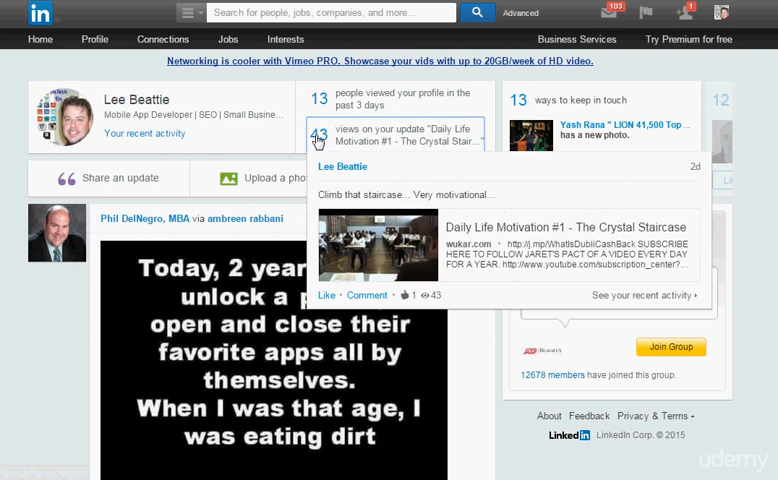 in
Search for people, jobs, companies, and more...
Advanced
103
1
Home Profile Connections Jobs Interests Business Services Try Premium for free
Networking is cooler with Vimeo PRO. Showcase your vids with up to 20GB/week of HD video.
Lee Beattie
Mobile App Developer | SEO | Small Busine...
Your recent activity
13 people viewed your profile in the
past 3 days
43 views on your update "Daily Life
Motivation #1 - The Crystal Stair..."
13 ways to keep in touch
12
Yash Rana " LION 41,500 Top ...
has a new photo.
Share an update
Upload a pho
Lee Beattie 2d
Climb that staircase... Very motivational...
Daily Life Motivation #1 - The Crystal Staircase
wukar.com • http://j.mp/WhatIsDubliCashBack SUBSCRIBE
HERE TO FOLLOW JARET'S PACT OF A VIDEO EVERY DAY
FOR A YEAR. http://www.youtube.com/subscription_center?...
Like • Comment • 1 43
See your recent activity ›
Phil DelNegro, MBA via ambreen rabbani
Today, 2 year
unlock a p
open and close their
favorite apps all by
themselves.
When I was that age, I
was eating dirt
Join Group
12678 members have joined this group.
About Feedback Privacy & Terms
Linked in LinkedIn Corp. © 2015
udemy